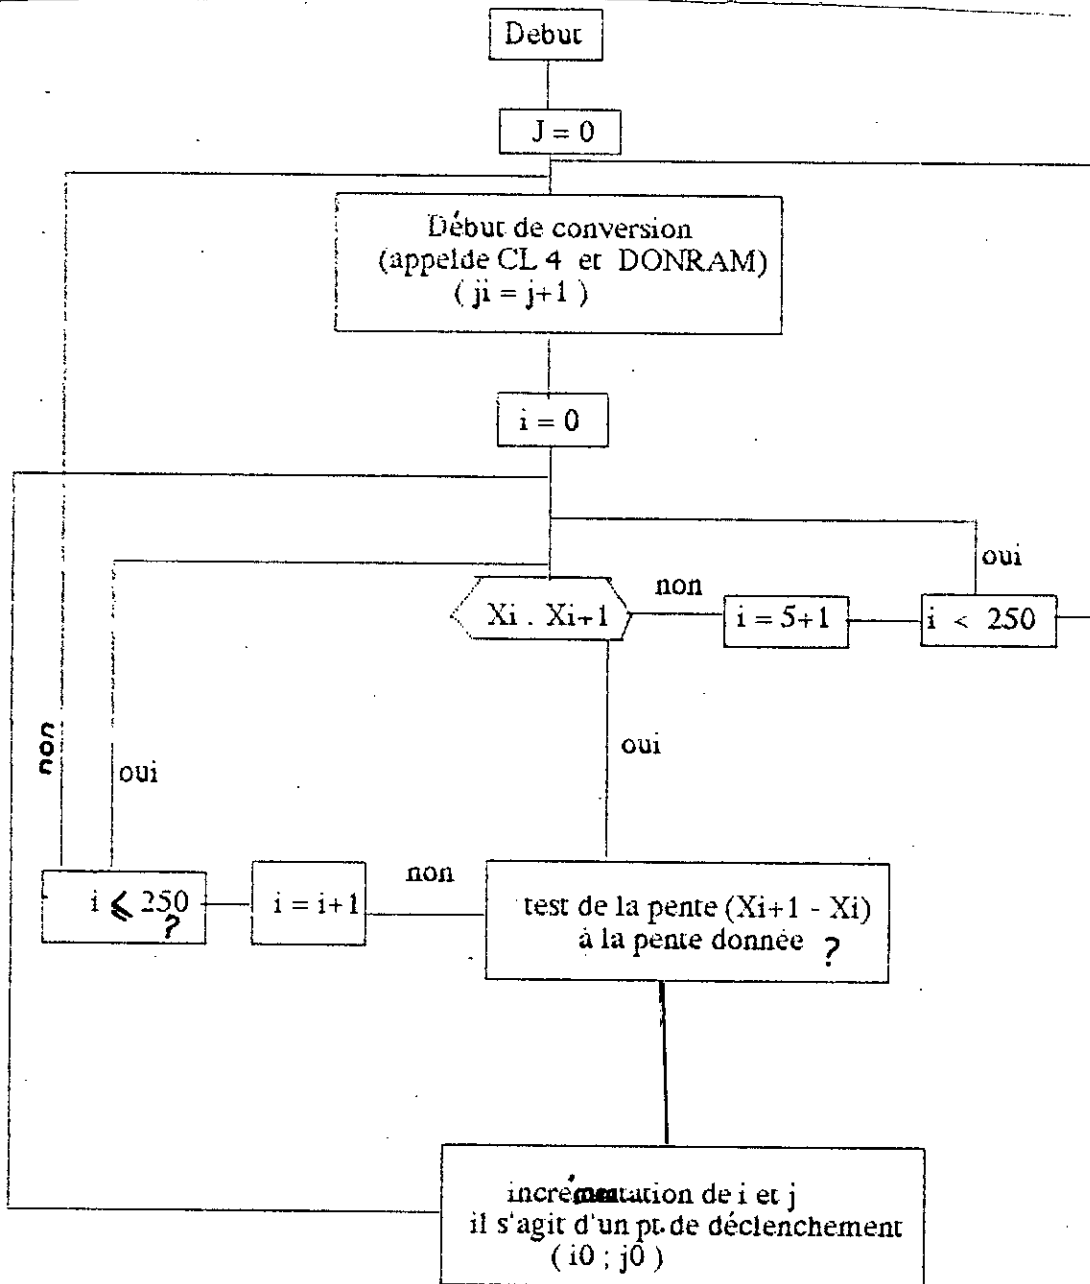 Debut
J = 0
Début de conversion
(appelde CL 4 et DONRAM)
( ji = j+1 )
i = 0
oui
non
Xi . Xi+1
i = 5+1
i < 250
oui
non
oui
non
i ≤ 250
?
i = i+1
test de la pente (Xi+1 - Xi)
à la pente donnée ?
incrémentation de i et j
il s'agit d'un pt. de déclenchement
( i0 ; j0 )